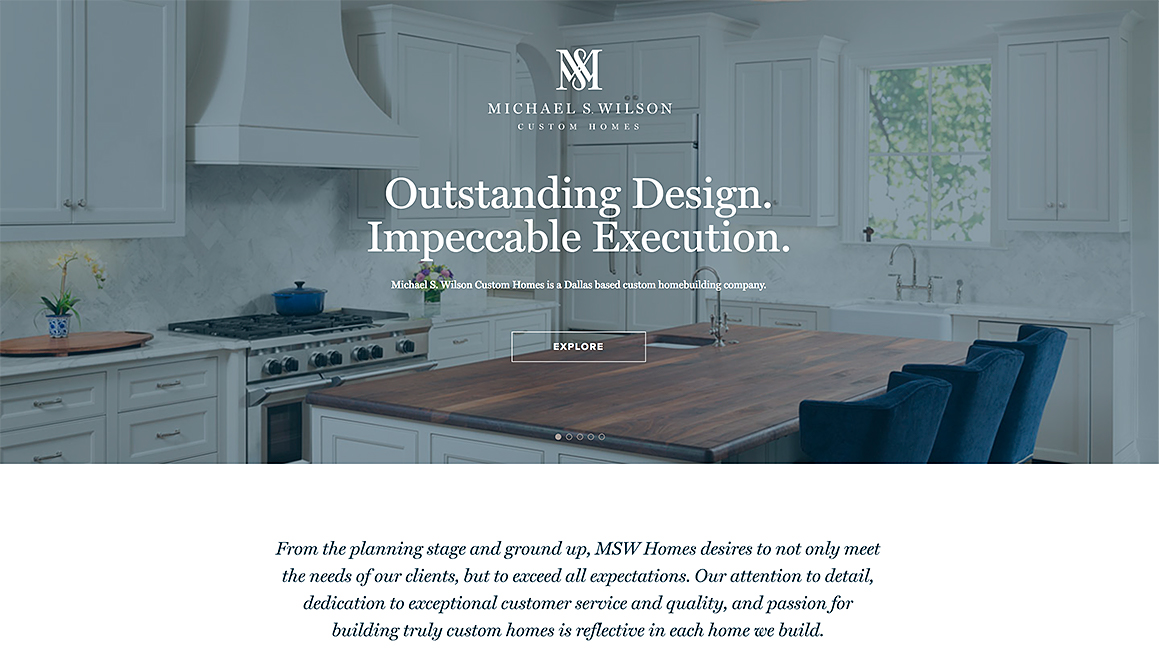 MSW
MICHAEL S. WILSON
CUSTOM HOMES
Outstanding Design.
Impeccable Execution.
Michael S. Wilson Custom Homes is a Dallas based custom homebuilding company.
EXPLORE
From the planning stage and ground up, MSW Homes desires to not only meet
the needs of our clients, but to exceed all expectations. Our attention to detail,
dedication to exceptional customer service and quality, and passion for
building truly custom homes is reflective in each home we build.